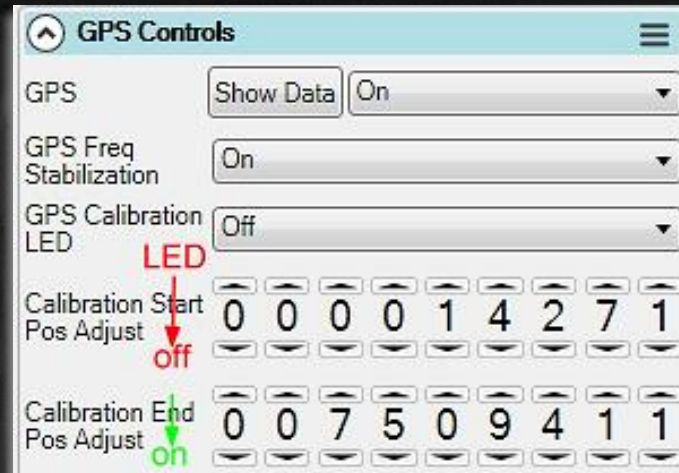 GPS Controls
GPS Show Data On
GPS Freq
Stabilization On
GPS Calibration
LED Off
LED
Calibration Start
Pos Adjust 0 0 0 0 1 4 2 7 1
off
Calibration End
Pos Adjust 0 0 7 5 0 9 4 1 1
on